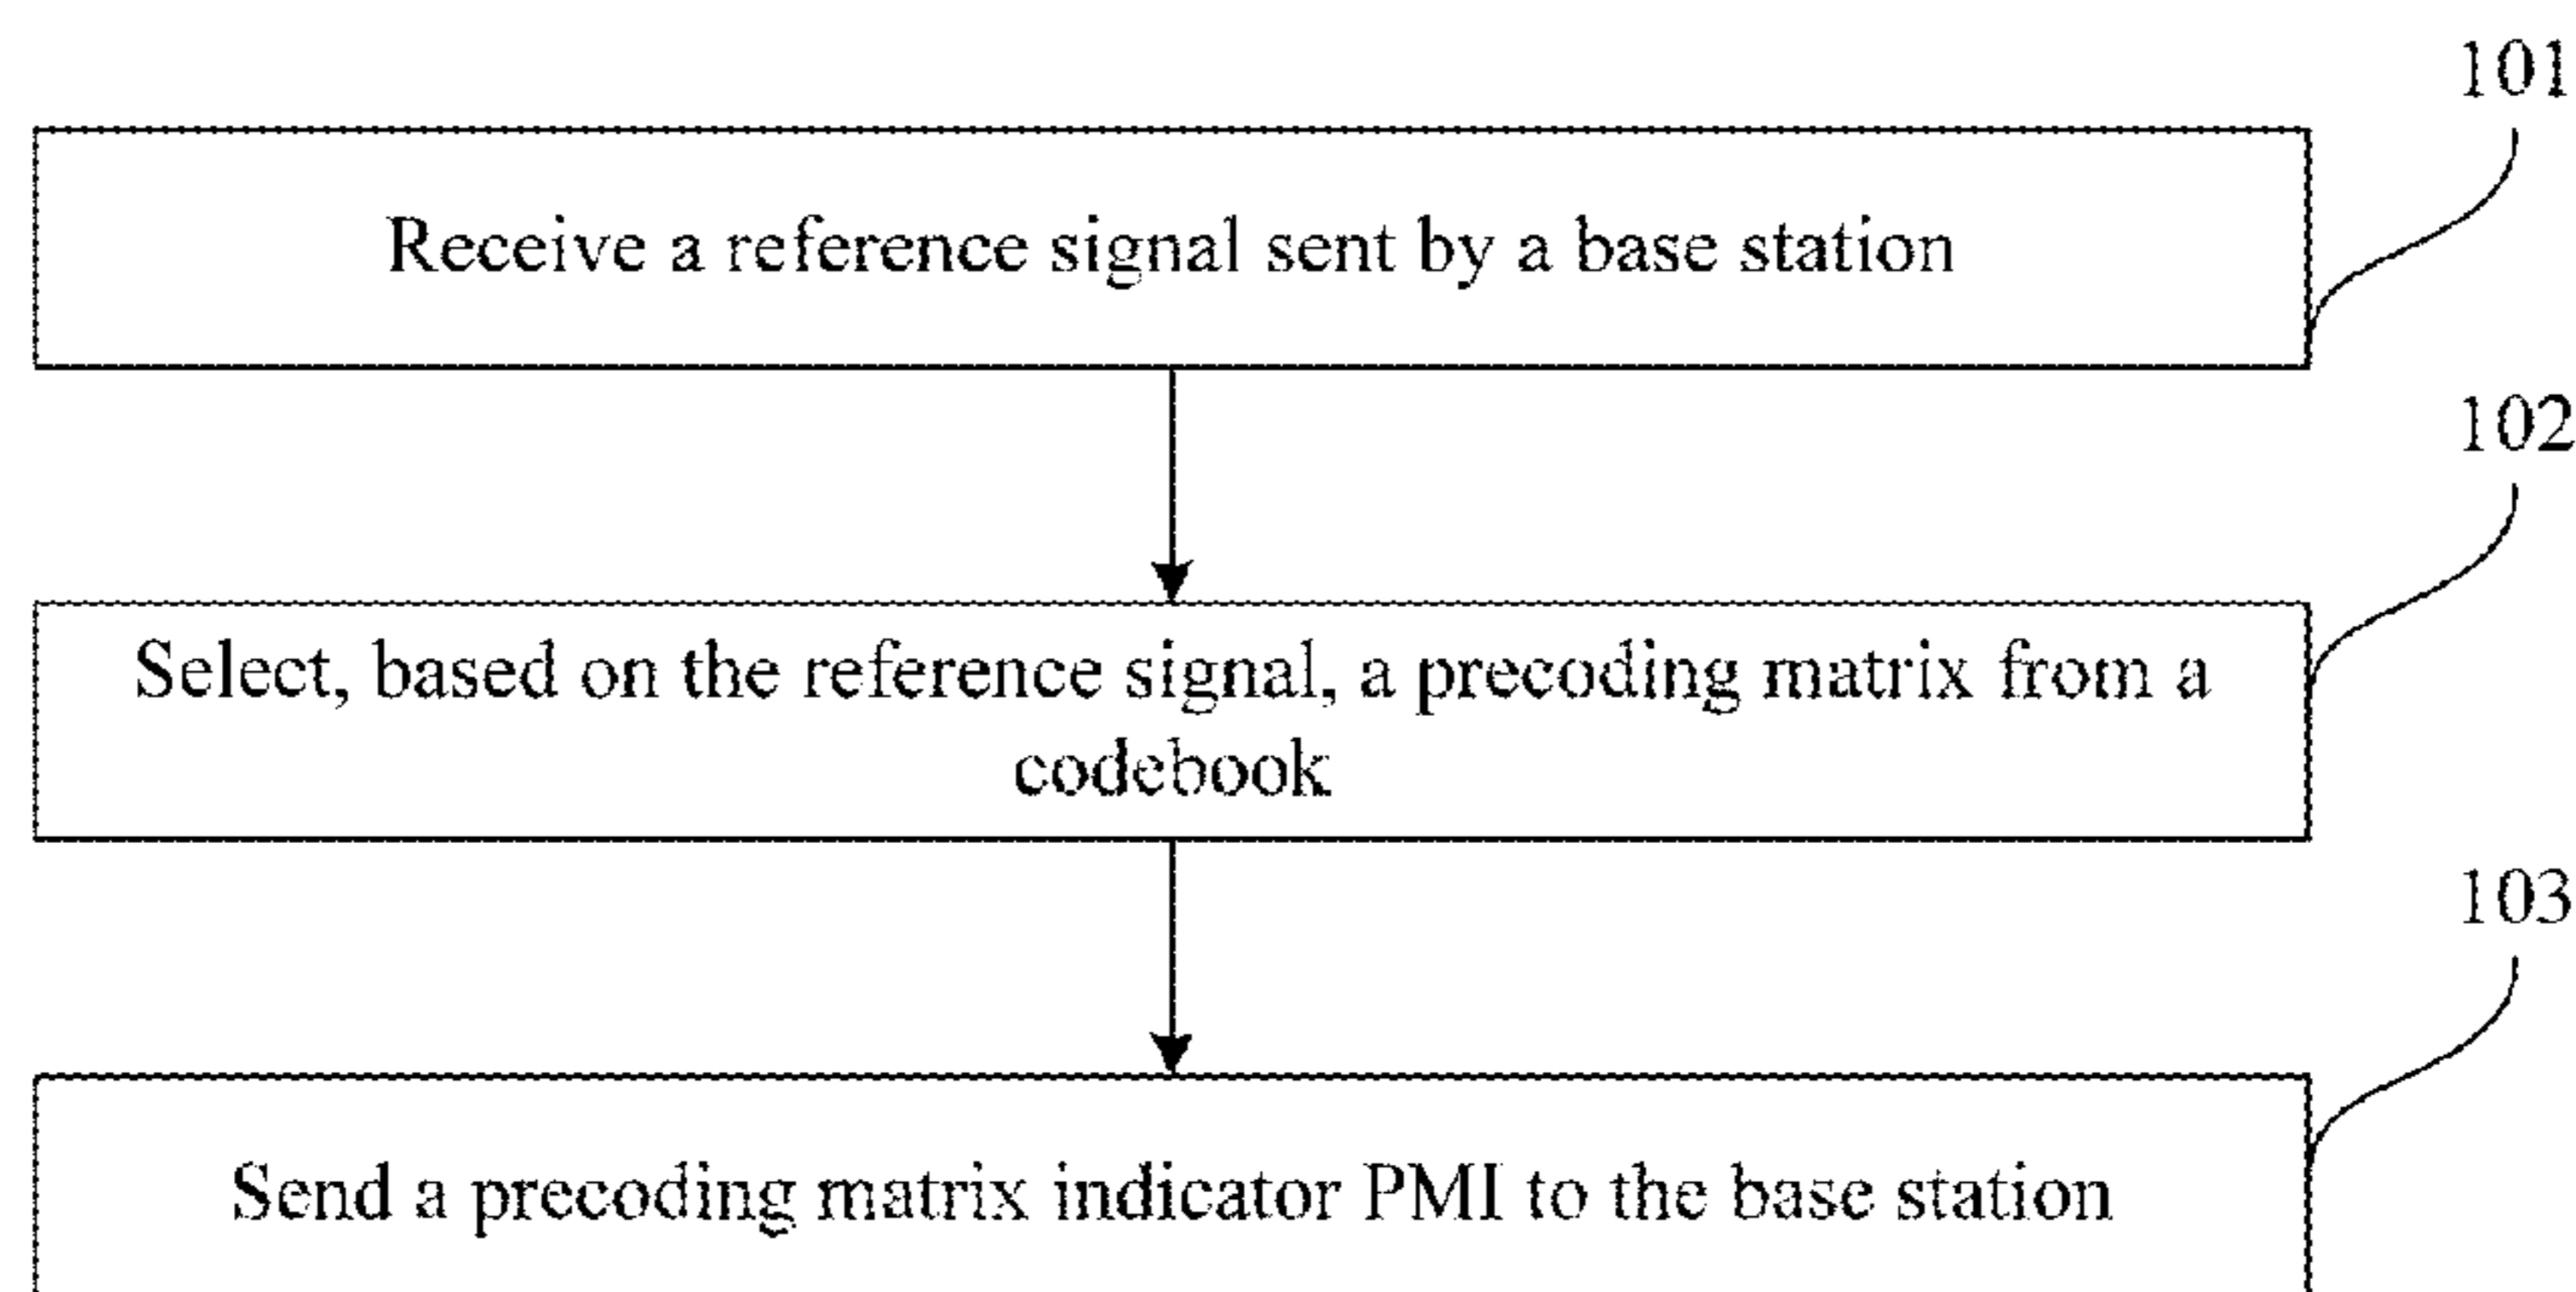 101
Receive a reference signal sent by a base station
102
Select, based on the reference signal, a precoding matrix from a
codebook
103
Send a precoding matrix indicator PMI to the base station